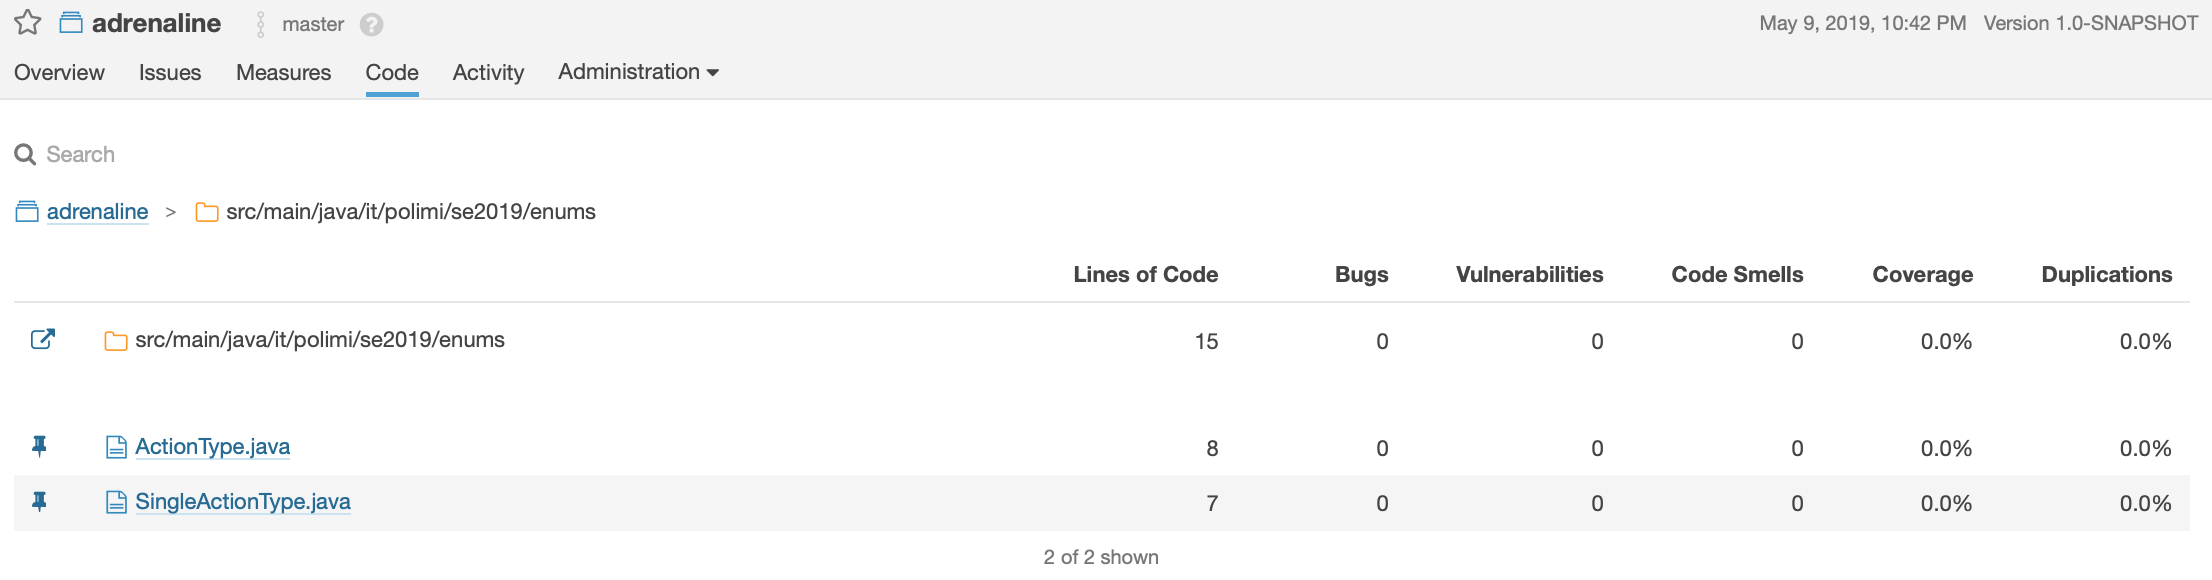 adrenaline master ? May 9, 2019, 10:42 PM Version 1.0-SNAPSHOT
Overview Issues Measures Code Activity Administration
Search
adrenaline > src/main/java/it/polimi/se2019/enums
Lines of Code Bugs Vulnerabilities Code Smells Coverage Duplications
src/main/java/it/polimi/se2019/enums 15 0 0 0 0.0% 0.0%
ActionType.java 8 0 0 0 0.0% 0.0%
SingleActionType.java 7 0 0 0 0.0% 0.0%
2 of 2 shown